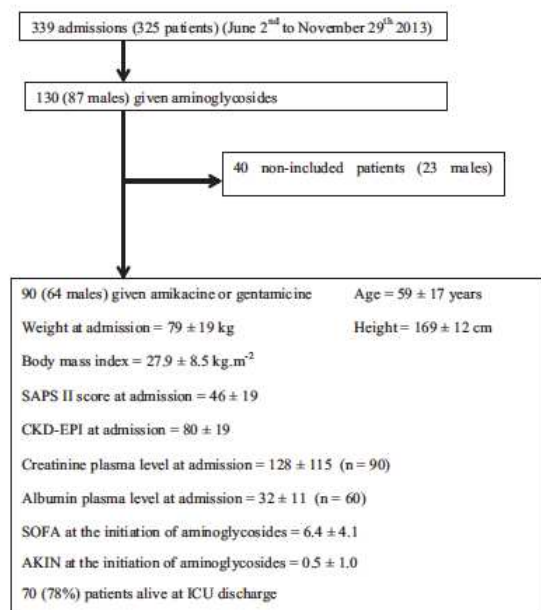 339 admissions (325 patients) (June 2nd to November 29th 2013)
130 (87 males) given aminoglycosides
40 non-included patients (23 males)
90 (64 males) given amikacine or gentamicine Age = 59 ± 17 years
Weight at admission = 79 ± 19 kg Height = 169 ± 12 cm
Body mass index = 27.9 ± 8.5 kg.m-2
SAPS II score at admission = 46 ± 19
CKD-EPI at admission = 80 ± 19
Creatinine plasma level at admission = 128 ± 115 (n = 90)
Albumin plasma level at admission = 32 ± 11 (n = 60)
SOFA at the initiation of aminoglycosides = 6.4 ± 4.1
AKIN at the initiation of aminoglycosides = 0.5 ± 1.0
70 (78%) patients alive at ICU discharge